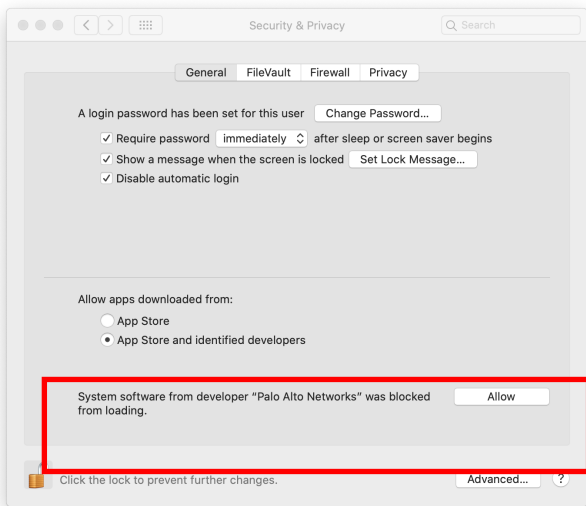 Security & Privacy
Search
General FileVault Firewall Privacy
A login password has been set for this user Change Password...
Require password immediately after sleep or screen saver begins
Show a message when the screen is locked Set Lock Message...
Disable automatic login
Allow apps downloaded from:
App Store
App Store and identified developers
System software from developer “Palo Alto Networks” was blocked Allow
from loading.
Click the lock to prevent further changes. Advanced... ?